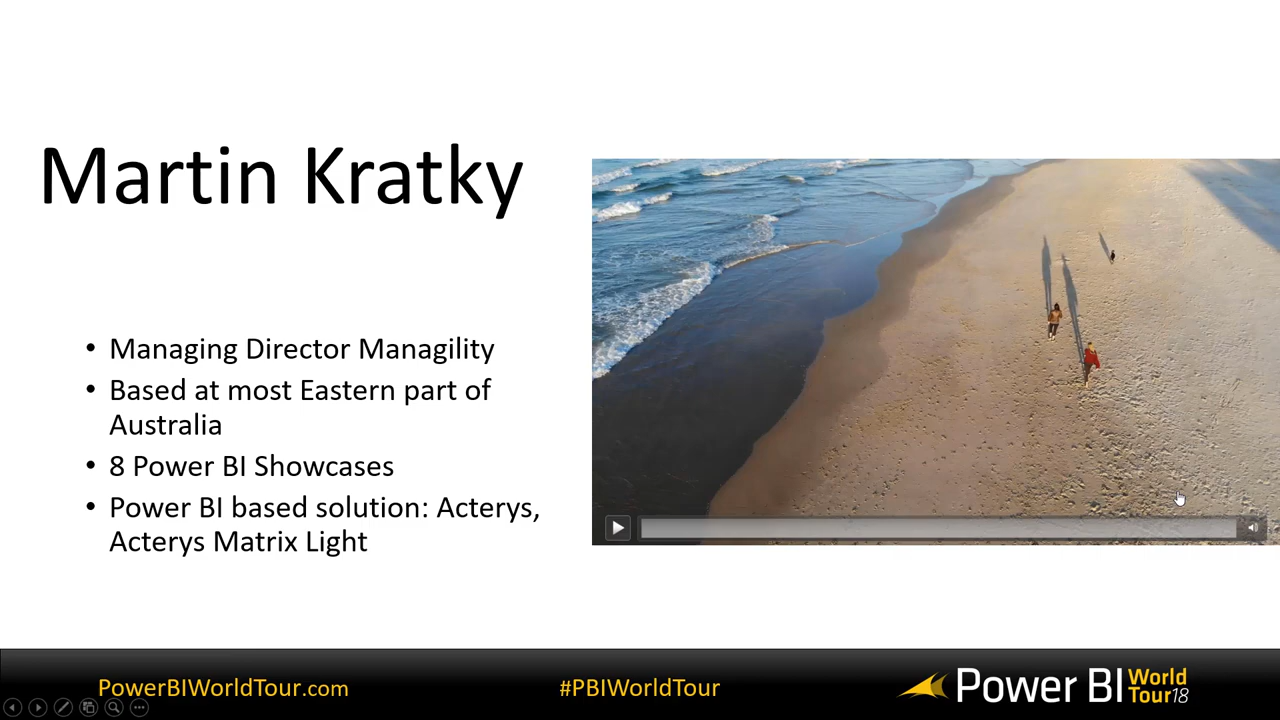 Martin Kratky
• Managing Director Managility
• Based at most Eastern part of
Australia
• 8 Power BI Showcases
• Power BI based solution: Acterys,
Acterys Matrix Light
PowerBIWorldTour.com
#PBIWorldTour
Power BI World
Tour18